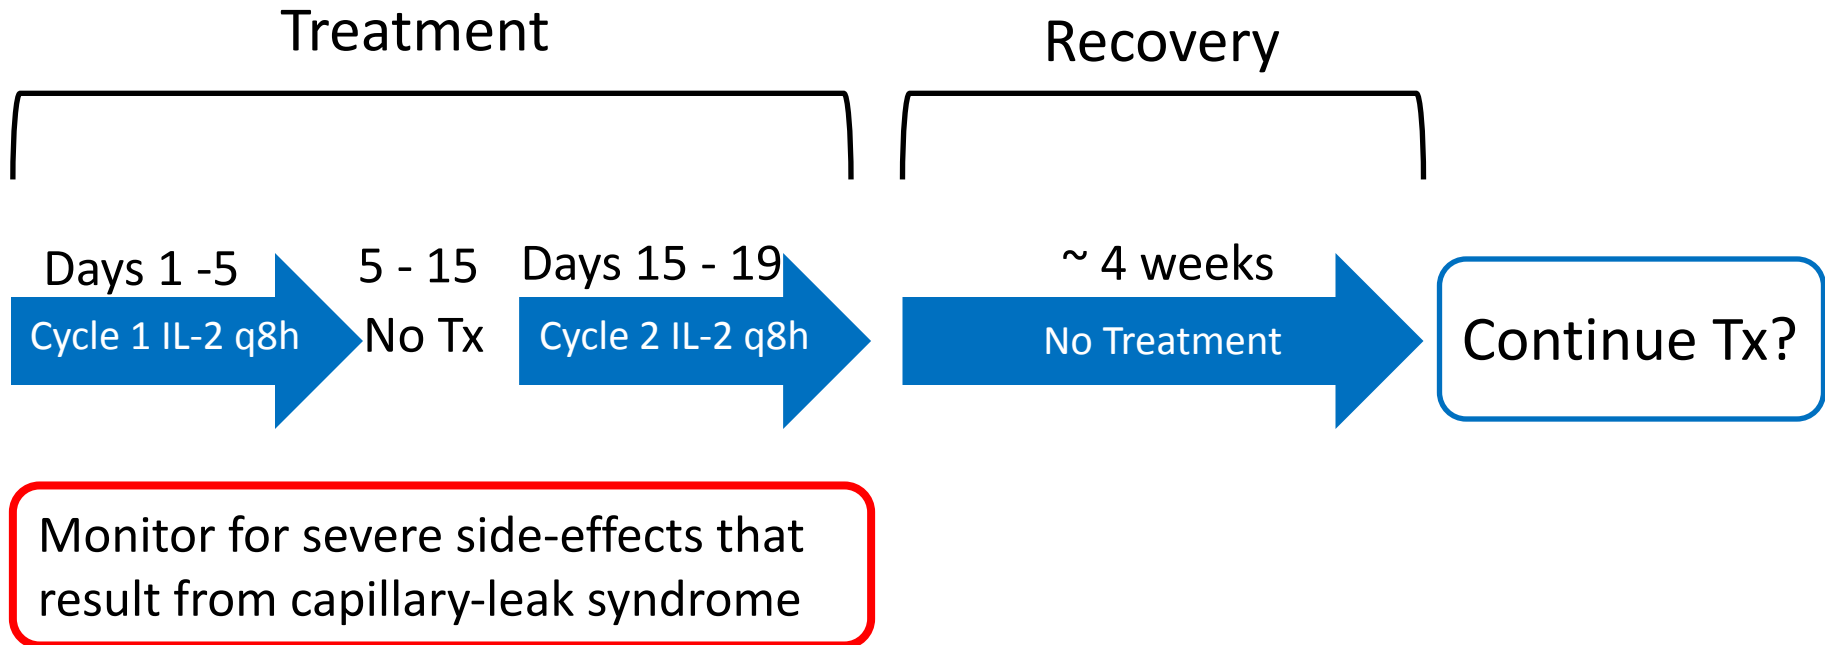 Treatment
Recovery
Days 1 -5
5 - 15
Days 15 - 19
~ 4 weeks
Cycle 1 IL-2 q8h
No Tx
Cycle 2 IL-2 q8h
No Treatment
Continue Tx?
Monitor for severe side-effects that
result from capillary-leak syndrome